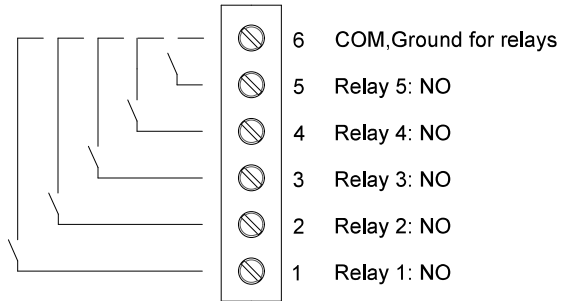 6 COM,Ground for relays
5 Relay 5: NO
4 Relay 4: NO
3 Relay 3: NO
2 Relay 2: NO
1 Relay 1: NO